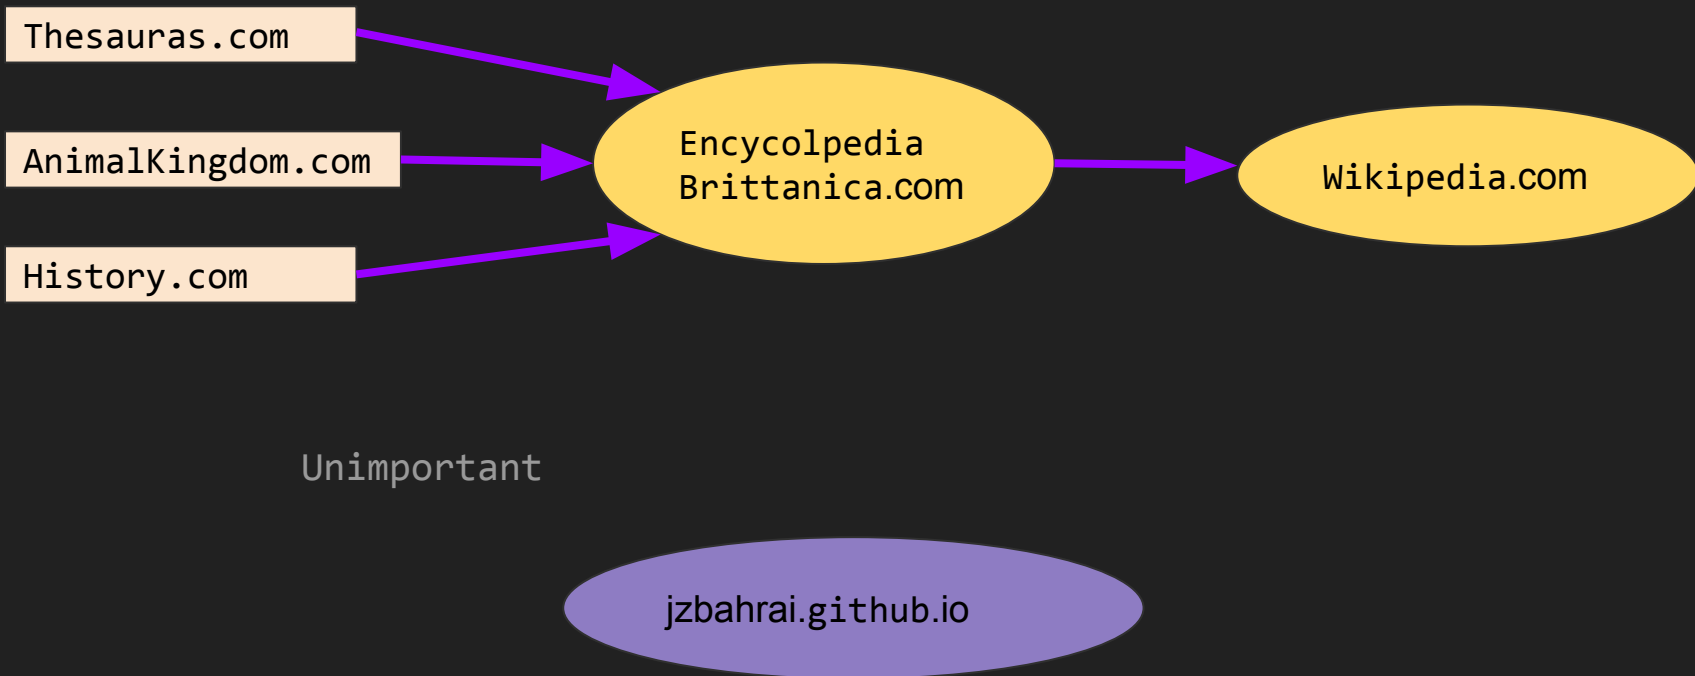 Thesauras.com
AnimalKingdom.com
History.com
Encycolpedia
Brittanica.com
Wikipedia.com
Unimportant
jzbahrai.github.io